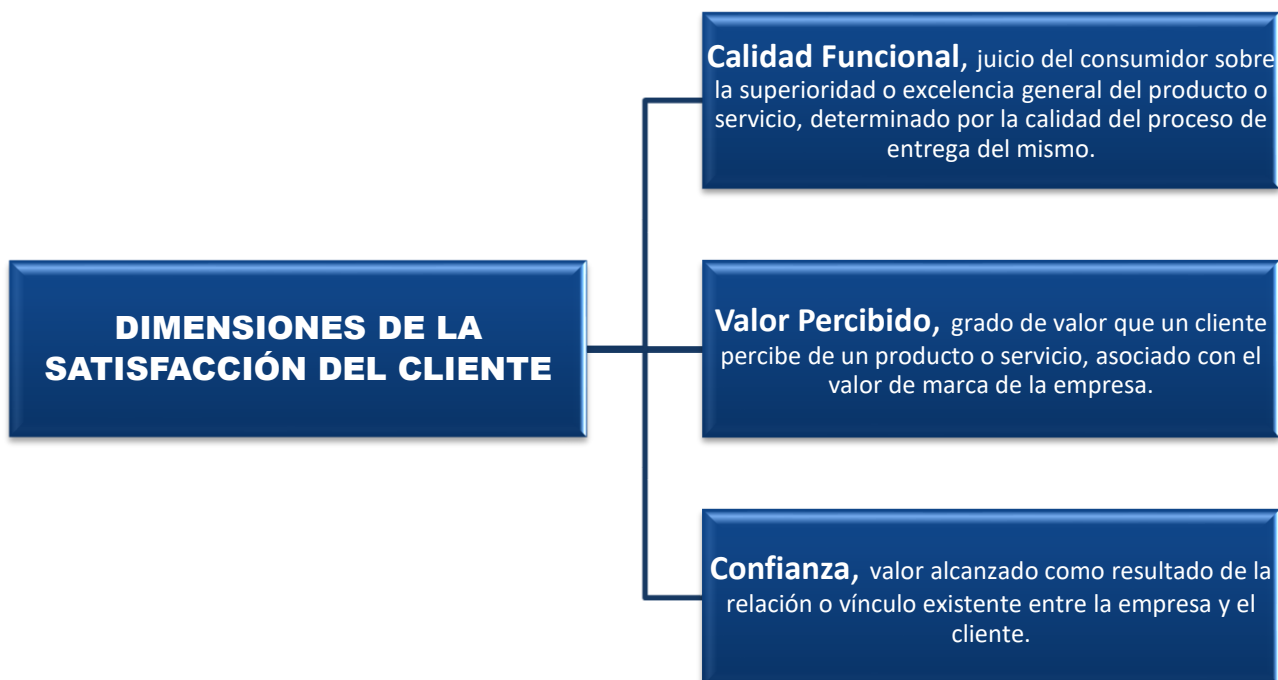 Calidad Funcional, juicio del consumidor sobre
la superioridad o excelencia general del producto o
servicio, determinado por la calidad del proceso de
entrega del mismo.
DIMENSIONES DE LA
SATISFACCIÓN DEL CLIENTE
Valor Percibido, grado de valor que un cliente
percibe de un producto o servicio, asociado con el
valor de marca de la empresa.
Confianza, valor alcanzado como resultado de la
relación o vínculo existente entre la empresa y el
cliente.